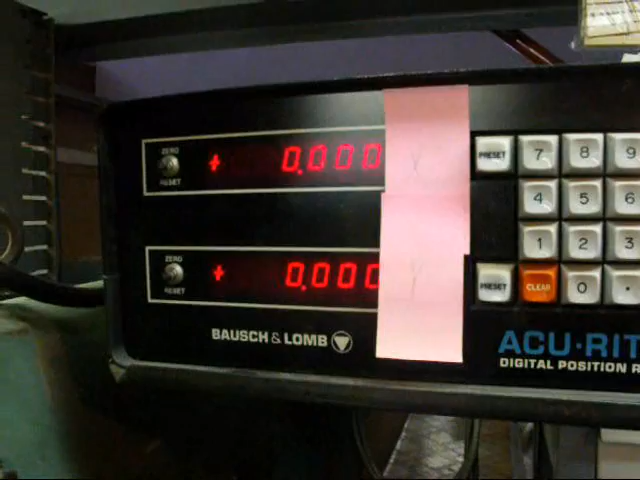 ZERO
RESET
+ 0.000
PRESET 7 8 9
4 5 6
1 2 3
ZERO
RESET
+ 0.000
PRESET CLEAR 0 .
BAUSCH & LOMB
ACU·RIT
DIGITAL POSITION R